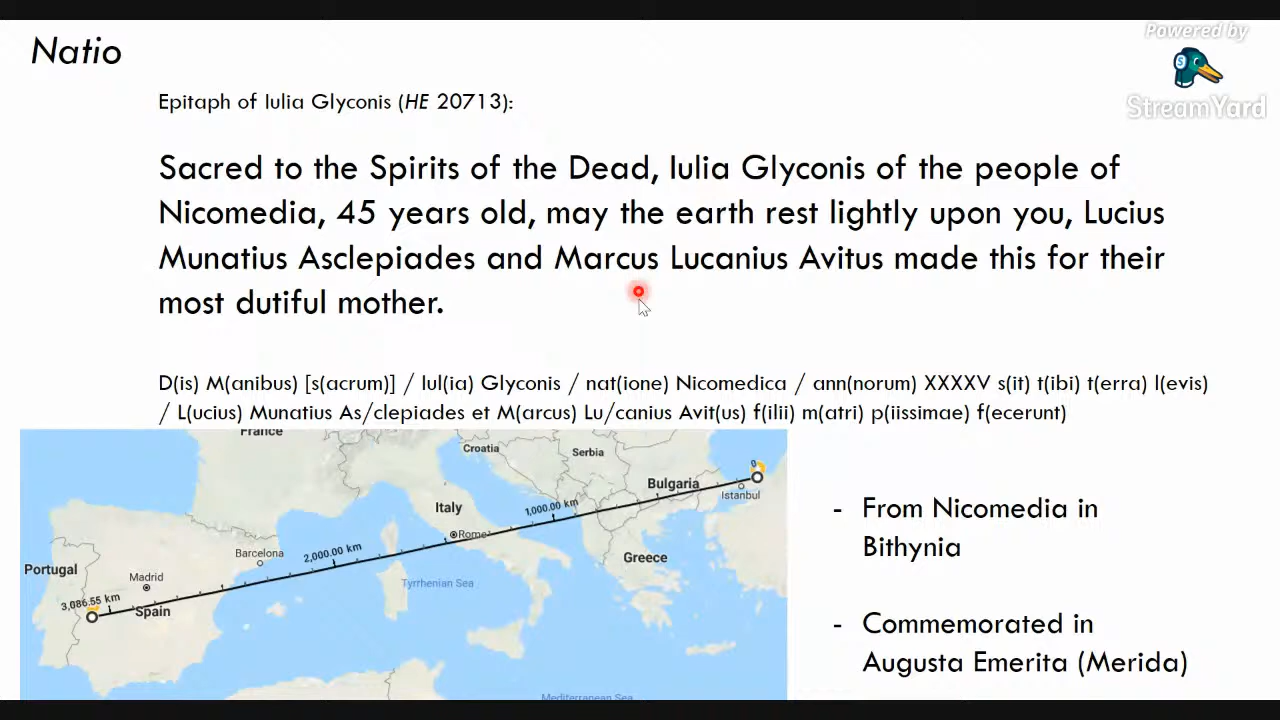 Natio
Powered by
StreamYard
Epitaph of Iulia Glyconis (HE 20713):
Sacred to the Spirits of the Dead, Iulia Glyconis of the people of
Nicomedia, 45 years old, may the earth rest lightly upon you, Lucius
Munatius Asclepiades and Marcus Lucanius Avitus made this for their
most dutiful mother.
D(is) M(anibus) [s(acrum)] / Iul(ia) Glyconis / nat(ione) Nicomedica / ann(norum) XXXXV s(it) t(ibi) t(erra) l(evis)
/ L(ucius) Munatius As/clepiades et M(arcus) Lu/canius Avit(us) f(ilii) m(atri) p(iissimae) f(ecerunt)
France
Croatia
Serbia
0
Bulgaria
Istanbul
Italy
1,000.00 km
Rome
Barcelona
2,000.00 km
Greece
Portugal
Madrid
Tyrrhenian Sea
3,086.55 km
Spain
Mediterranean Sea
- From Nicomedia in
Bithynia
- Commemorated in
Augusta Emerita (Merida)